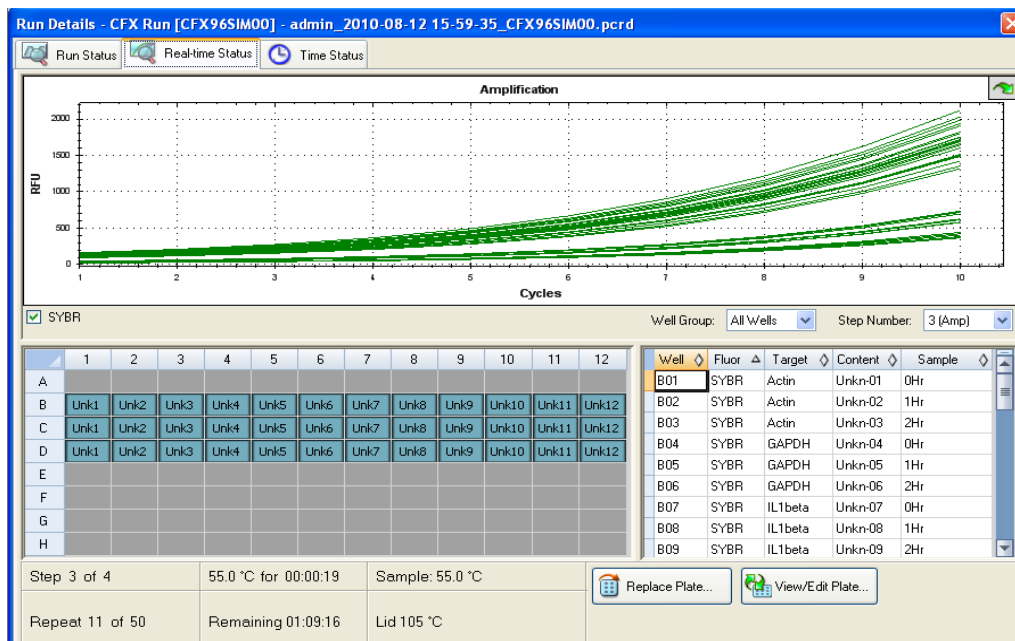 Run Details - CFX Run [CFX96SIM00] - admin_2010-08-12 15-59-35_CFX96SIM00.pcrd
Run Status Real-time Status Time Status
Amplification
RFU
2000
1500
1000
500
0
1 2 3 4 5 6 7 8 9 10
Cycles
SYBR Well Group: All Wells Step Number: 3 (Amp)
1 2 3 4 5 6 7 8 9 10 11 12
A
B Unk1 Unk2 Unk3 Unk4 Unk5 Unk6 Unk7 Unk8 Unk9 Unk10 Unk11 Unk12
C Unk1 Unk2 Unk3 Unk4 Unk5 Unk6 Unk7 Unk8 Unk9 Unk10 Unk11 Unk12
D Unk1 Unk2 Unk3 Unk4 Unk5 Unk6 Unk7 Unk8 Unk9 Unk10 Unk11 Unk12
E
F
G
H
Well Fluor Target Content Sample
B01 SYBR Actin Unkn-01 0Hr
B02 SYBR Actin Unkn-02 1Hr
B03 SYBR Actin Unkn-03 2Hr
B04 SYBR GAPDH Unkn-04 0Hr
B05 SYBR GAPDH Unkn-05 1Hr
B06 SYBR GAPDH Unkn-06 2Hr
B07 SYBR IL1beta Unkn-07 0Hr
B08 SYBR IL1beta Unkn-08 1Hr
B09 SYBR IL1beta Unkn-09 2Hr
Step 3 of 4 55.0 °C for 00:00:19 Sample: 55.0 °C
Replace Plate... View/Edit Plate...
Repeat 11 of 50 Remaining 01:09:16 Lid 105 °C